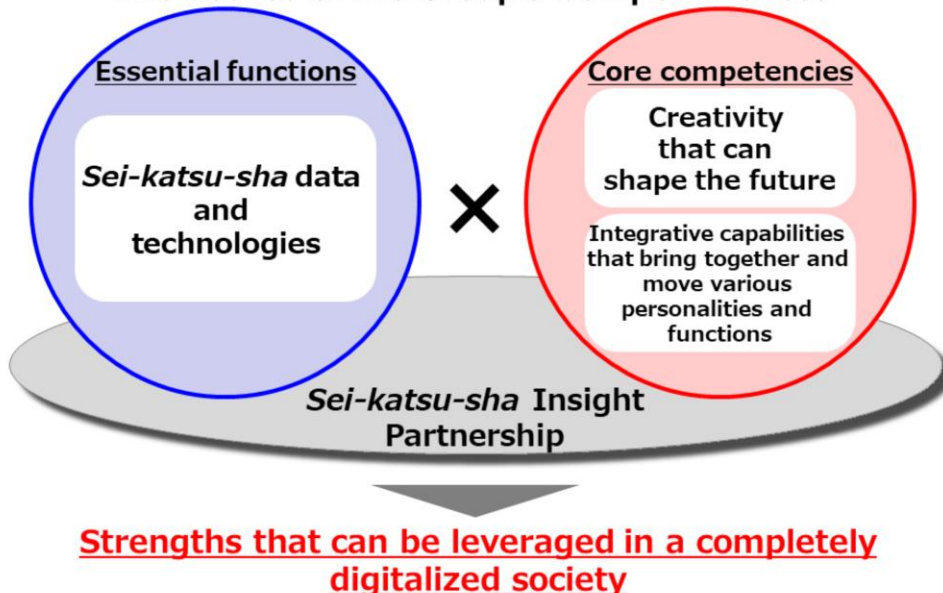 Essential functions
Sei-katsu-sha data
and
technologies
×
Core competencies
Creativity
that can
shape the future
Integrative capabilities
that bring together and
move various
personalities and
functions
Sei-katsu-sha Insight
Partnership
Strengths that can be leveraged in a completely
digitalized society